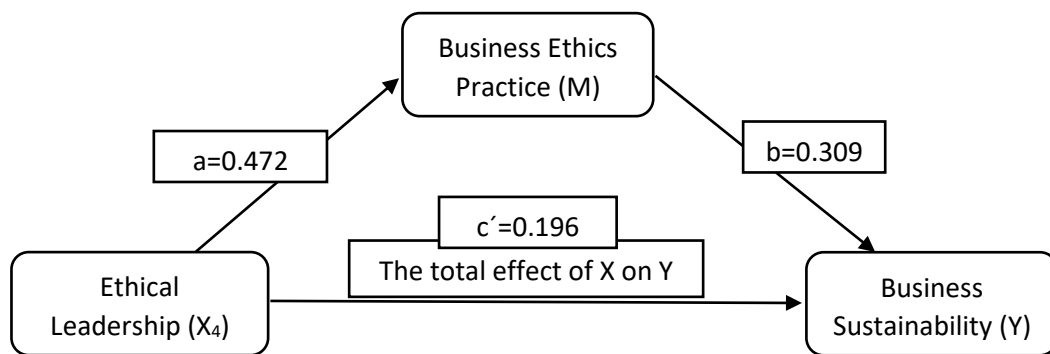 Business Ethics
Practice (M)
a=0.472
b=0.309
c´=0.196
The total effect of X on Y
Ethical
Leadership (X₄)
Business
Sustainability (Y)